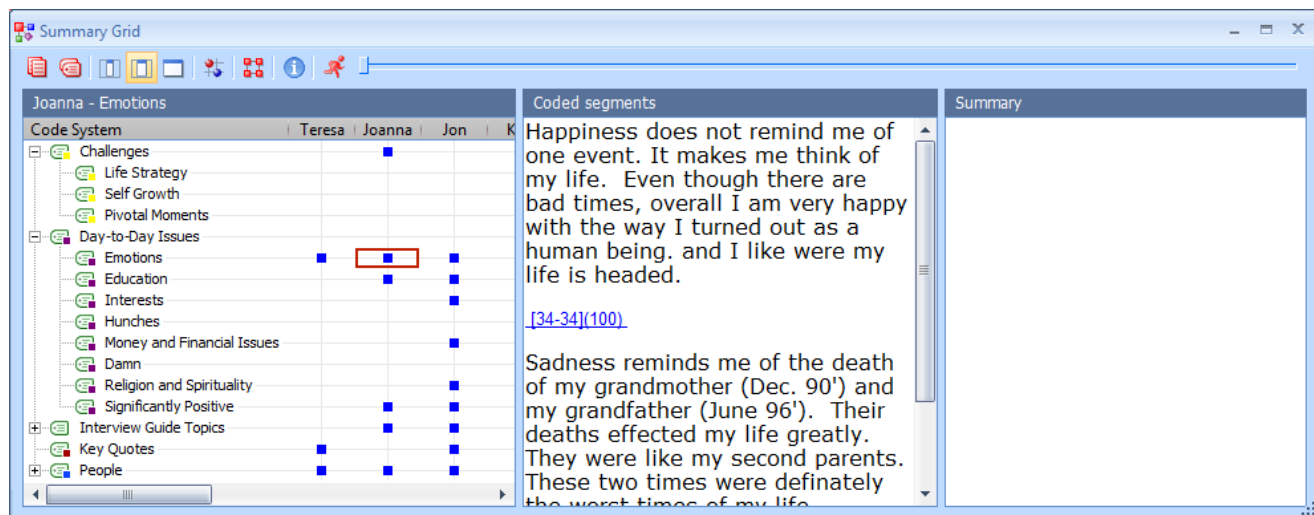 Summary Grid
Joanna - Emotions
Code System Teresa Joanna Jon K
Challenges
Life Strategy
Self Growth
Pivotal Moments
Day-to-Day Issues
Emotions
Education
Interests
Hunches
Money and Financial Issues
Damn
Religion and Spirituality
Significantly Positive
Interview Guide Topics
Key Quotes
People
Coded segments
Happiness does not remind me of
one event. It makes me think of
my life.  Even though there are
bad times, overall I am very happy
with the way I turned out as a
human being. and I like were my
life is headed.
[34-34](100)
Sadness reminds me of the death
of my grandmother (Dec. 90') and
my grandfather (June 96').  Their
deaths effected my life greatly.
They were like my second parents.
These two times were definately
the worst times of my life
Summary